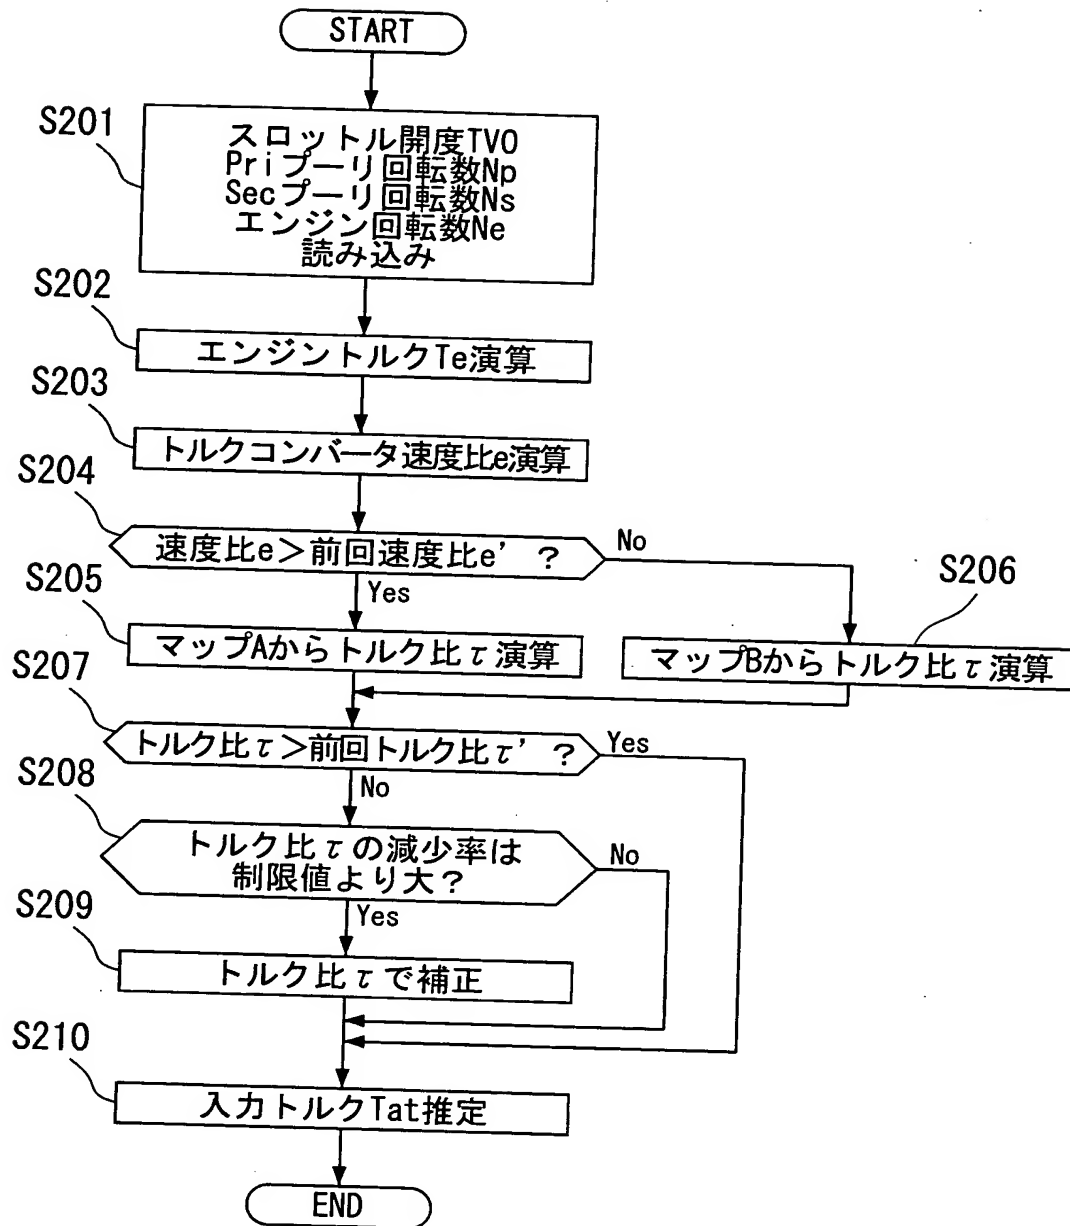 START
S201
スロットル開度TVO
Priプーリ回転数Np
Secプーリ回転数Ns
エンジン回転数Ne
読み込み
S202
エンジントルクTe演算
S203
トルクコンバータ速度比e演算
S204
速度比e>前回速度比e' ?
No
Yes
S205
マップAからトルク比τ演算
S206
マップBからトルク比τ演算
S207
トルク比τ>前回トルク比τ' ?
Yes
No
S208
トルク比τの減少率は
制限値より大?
No
Yes
S209
トルク比τで補正
S210
入力トルクTat推定
END